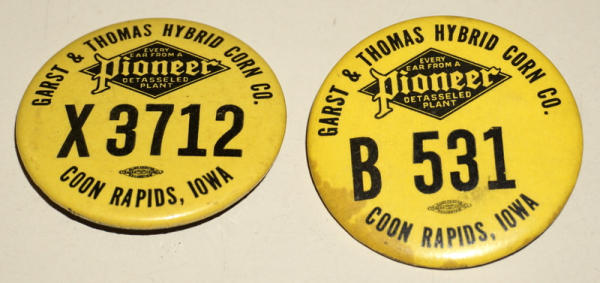 GARST & THOMAS HYBRID CORN CO.
EVERY
EAR FROM A
Pioneer
DETASSELED
PLANT
X 3712
COON RAPIDS, IOWA
GARST & THOMAS HYBRID CORN CO.
EVERY
EAR FROM A
Pioneer
DETASSELED
PLANT
B 531
COON RAPIDS, IOWA